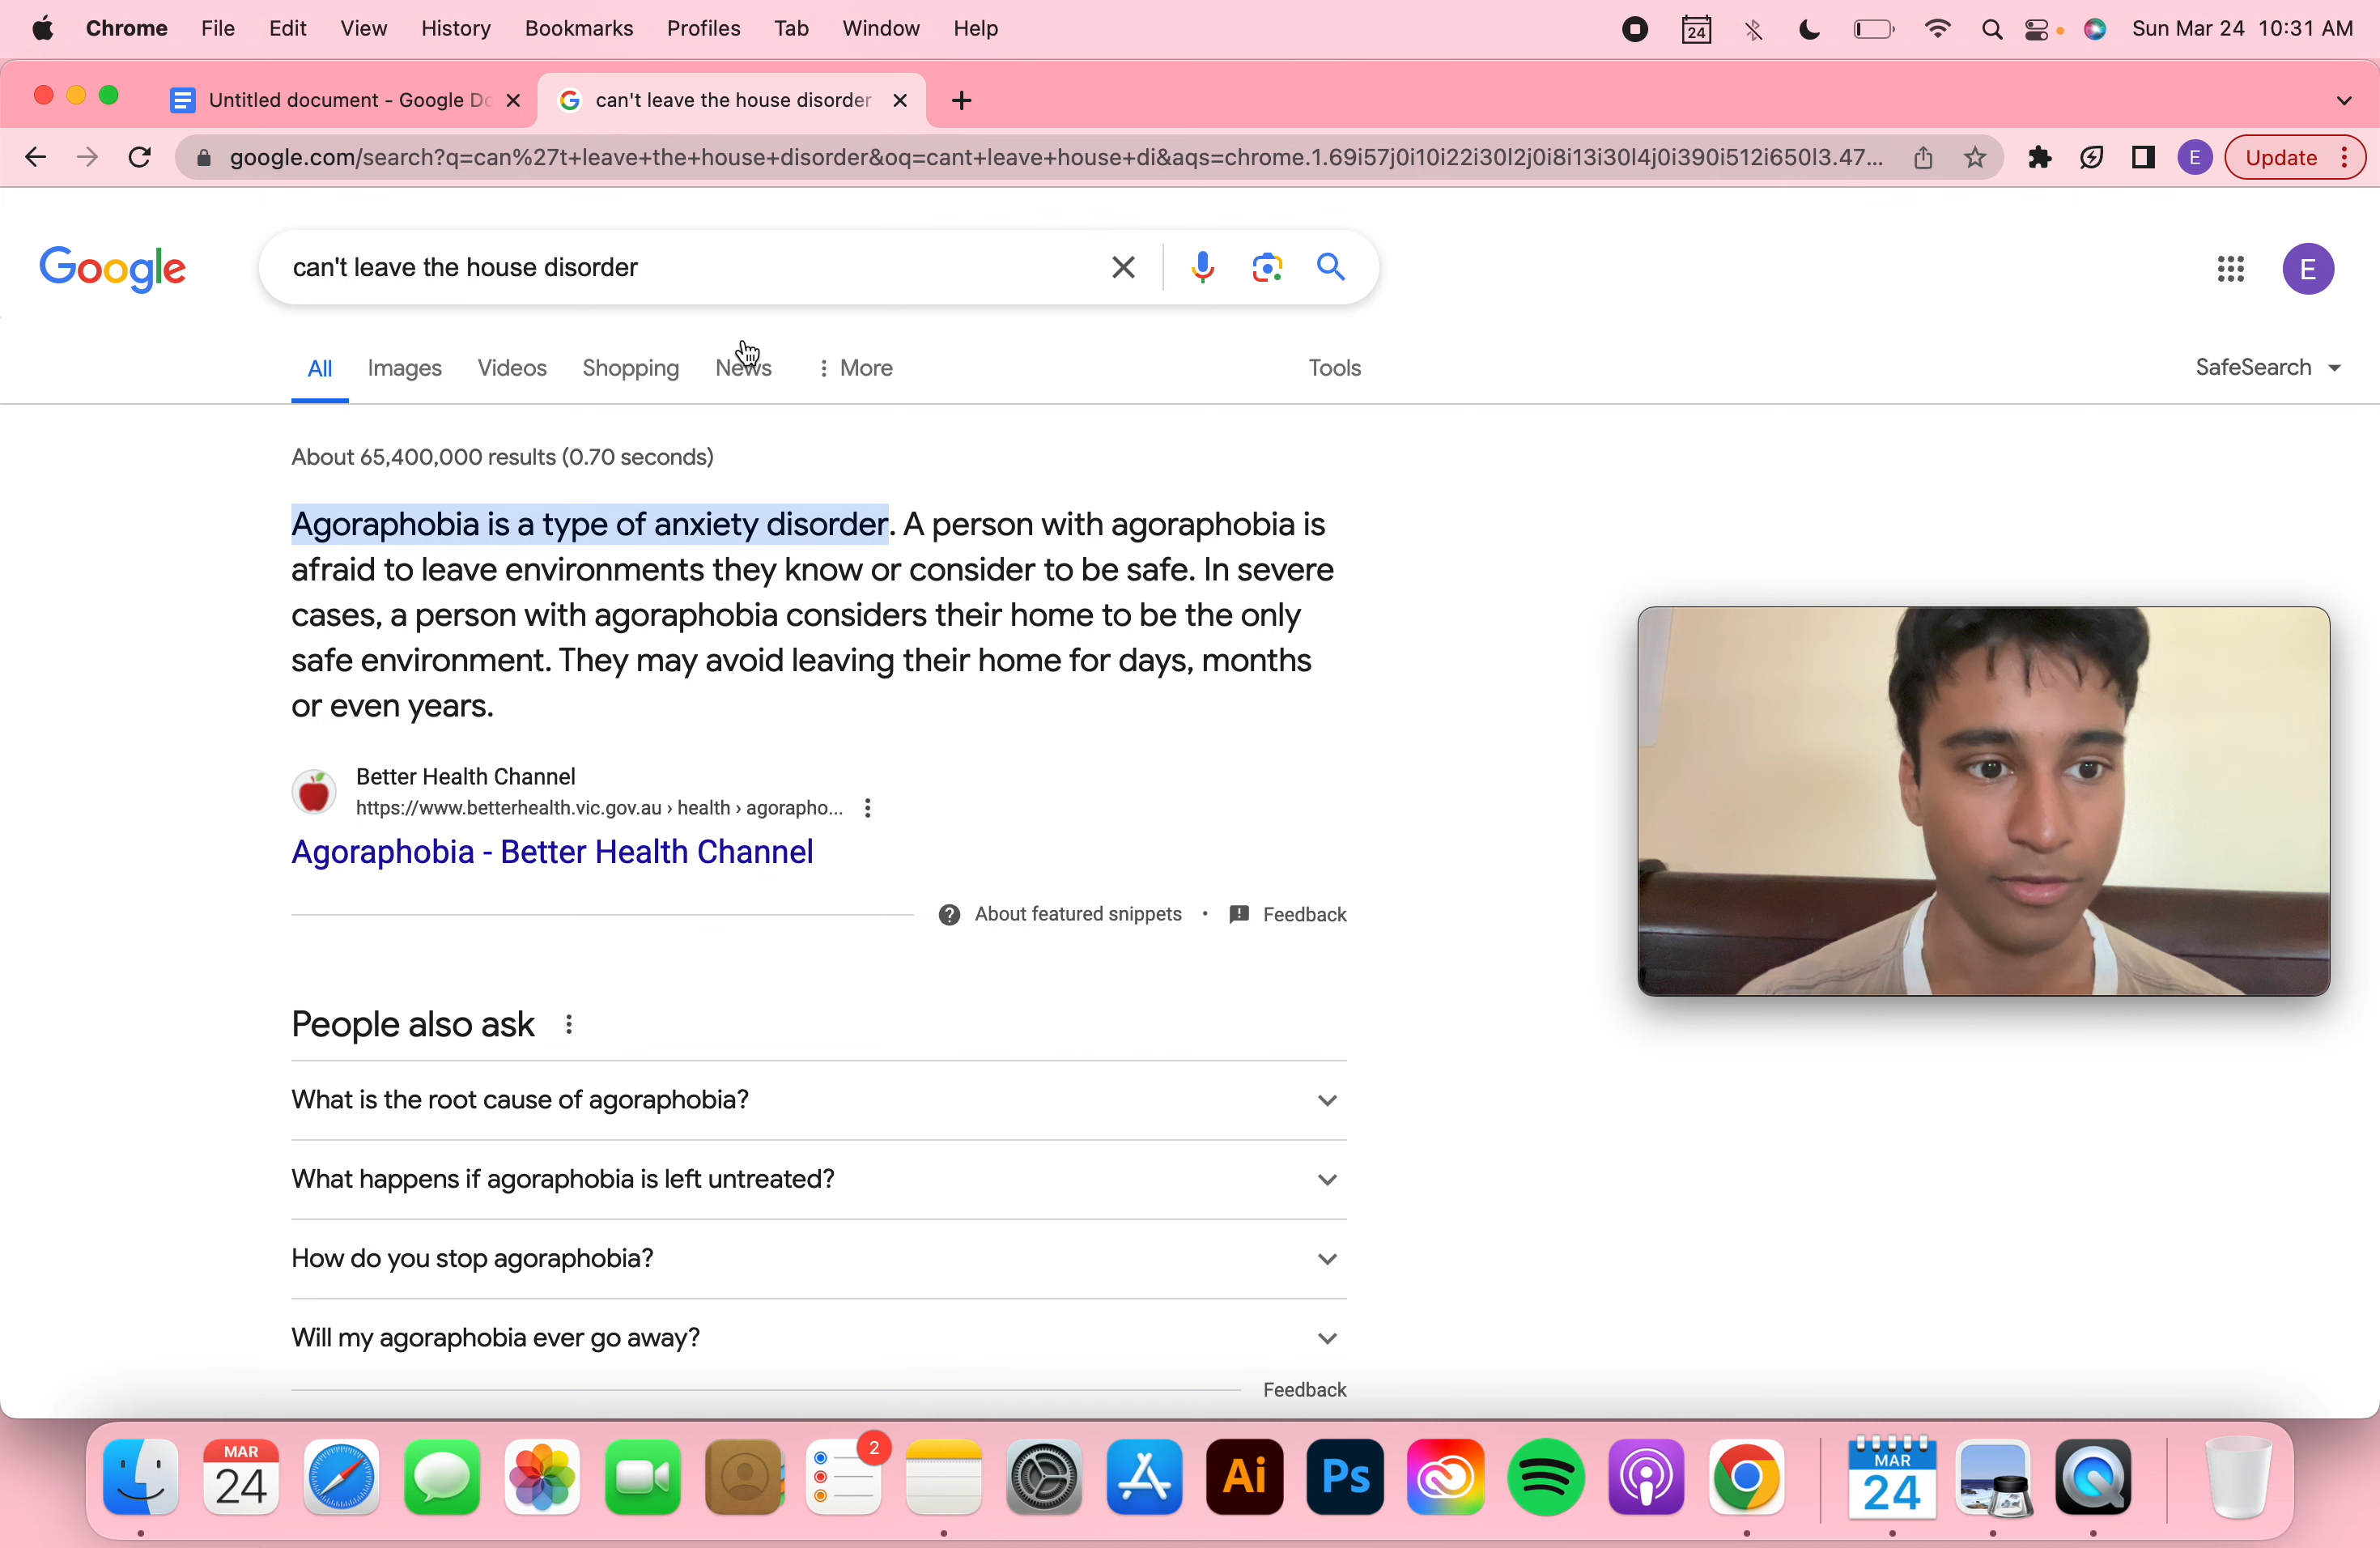 Chrome File Edit View History Bookmarks Profiles Tab Window Help 24 Sun Mar 24 10:31 AM
Untitled document - Google Do can't leave the house disorder
google.com/search?q=can%27t+leave+the+house+disorder&oq=cant+leave+house+di&aqs=chrome.1.69i57j0i10i22i30l2j0i8i13i30l4j0i390i512i650l3.47... E Update
Google can't leave the house disorder E
All Images Videos Shopping News More Tools SafeSearch
About 65,400,000 results (0.70 seconds)
Agoraphobia is a type of anxiety disorder. A person with agoraphobia is
afraid to leave environments they know or consider to be safe. In severe
cases, a person with agoraphobia considers their home to be the only
safe environment. They may avoid leaving their home for days, months
or even years.
Better Health Channel
https://www.betterhealth.vic.gov.au › health › agorapho...
Agoraphobia - Better Health Channel
About featured snippets • Feedback
People also ask
What is the root cause of agoraphobia?
What happens if agoraphobia is left untreated?
How do you stop agoraphobia?
Will my agoraphobia ever go away?
Feedback
MAR 2 MAR
24 Ai Ps 24